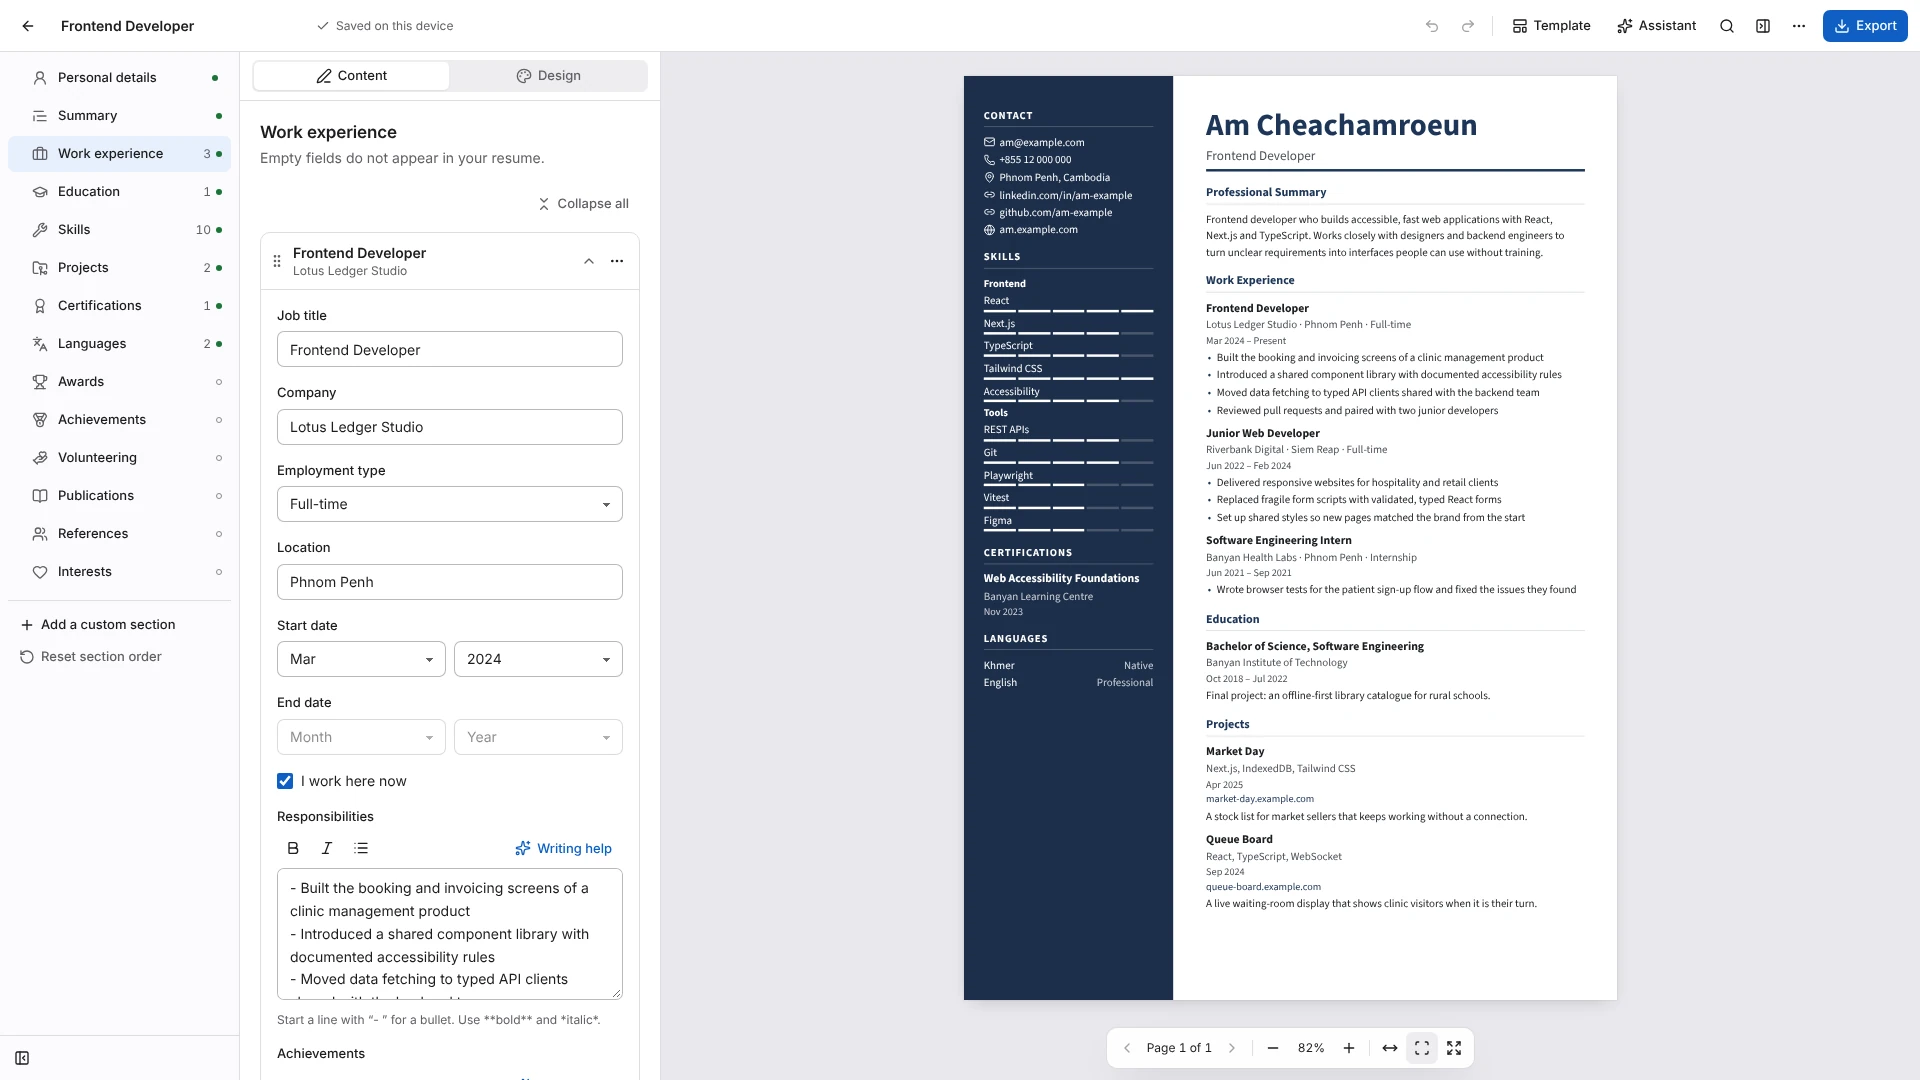 Frontend Developer
Saved on this device
Template
Assistant
Export
Personal details
Summary
Work experience 3
Education 1
Skills 10
Projects 2
Certifications 1
Languages 2
Awards
Achievements
Volunteering
Publications
References
Interests
Add a custom section
Reset section order
Content
Design
Work experience
Empty fields do not appear in your resume.
Collapse all
Frontend Developer
Lotus Ledger Studio
Job title
Frontend Developer
Company
Lotus Ledger Studio
Employment type
Full-time
Location
Phnom Penh
Start date
Mar 2024
End date
Month Year
I work here now
Responsibilities
B I Writing help
- Built the booking and invoicing screens of a
clinic management product
- Introduced a shared component library with
documented accessibility rules
- Moved data fetching to typed API clients
Start a line with “- ” for a bullet. Use **bold** and *italic*.
Achievements
CONTACT
am@example.com
+855 12 000 000
Phnom Penh, Cambodia
linkedin.com/in/am-example
github.com/am-example
am.example.com
SKILLS
Frontend
React
Next.js
TypeScript
Tailwind CSS
Accessibility
Tools
REST APIs
Git
Playwright
Vitest
Figma
CERTIFICATIONS
Web Accessibility Foundations
Banyan Learning Centre
Nov 2023
LANGUAGES
Khmer Native
English Professional
Am Cheachamroeun
Frontend Developer
Professional Summary
Frontend developer who builds accessible, fast web applications with React,
Next.js and TypeScript. Works closely with designers and backend engineers to
turn unclear requirements into interfaces people can use without training.
Work Experience
Frontend Developer
Lotus Ledger Studio · Phnom Penh · Full-time
Mar 2024 – Present
• Built the booking and invoicing screens of a clinic management product
• Introduced a shared component library with documented accessibility rules
• Moved data fetching to typed API clients shared with the backend team
• Reviewed pull requests and paired with two junior developers
Junior Web Developer
Riverbank Digital · Siem Reap · Full-time
Jun 2022 – Feb 2024
• Delivered responsive websites for hospitality and retail clients
• Replaced fragile form scripts with validated, typed React forms
• Set up shared styles so new pages matched the brand from the start
Software Engineering Intern
Banyan Health Labs · Phnom Penh · Internship
Jun 2021 – Sep 2021
• Wrote browser tests for the patient sign-up flow and fixed the issues they found
Education
Bachelor of Science, Software Engineering
Banyan Institute of Technology
Oct 2018 – Jul 2022
Final project: an offline-first library catalogue for rural schools.
Projects
Market Day
Next.js, IndexedDB, Tailwind CSS
Apr 2025
market-day.example.com
A stock list for market sellers that keeps working without a connection.
Queue Board
React, TypeScript, WebSocket
Sep 2024
queue-board.example.com
A live waiting-room display that shows clinic visitors when it is their turn.
Page 1 of 1
82%